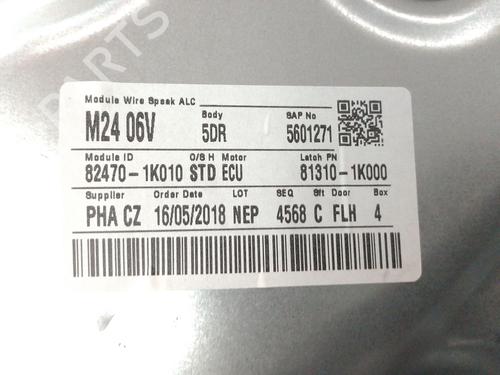 PARTS
Module Wire Speak ALC
M24 06V
Body
5DR
SAP No
5601271
Module ID O/S H Motor Latch PN
82470-1K010 STD ECU 81310-1K000
Supplier Order Date LOT SEQ Sft Door Box
PHA CZ 16/05/2018 NEP 4568 C FLH 4